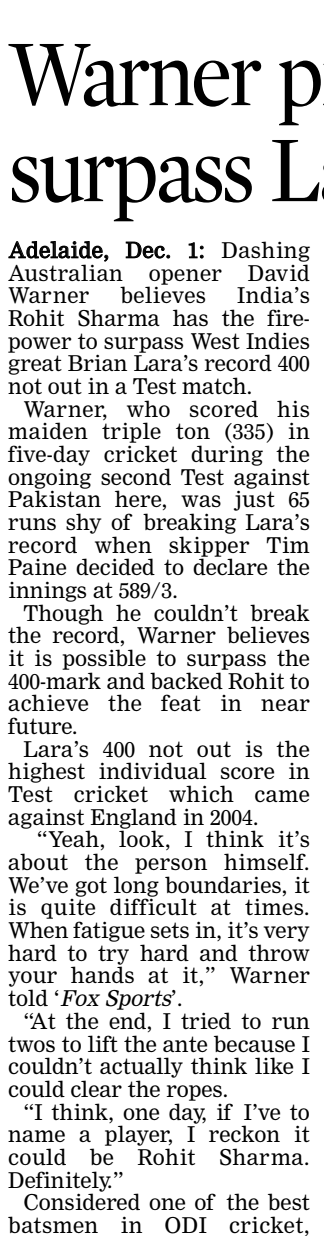 Warner p
surpass L
Adelaide, Dec. 1: Dashing
Australian opener David
Warner believes India’s
Rohit Sharma has the fire-
power to surpass West Indies
great Brian Lara’s record 400
not out in a Test match.
Warner, who scored his
maiden triple ton (335) in
five-day cricket during the
ongoing second Test against
Pakistan here, was just 65
runs shy of breaking Lara’s
record when skipper Tim
Paine decided to declare the
innings at 589/3.
Though he couldn’t break
the record, Warner believes
it is possible to surpass the
400-mark and backed Rohit to
achieve the feat in near
future.
Lara’s 400 not out is the
highest individual score in
Test cricket which came
against England in 2004.
“Yeah, look, I think it’s
about the person himself.
We’ve got long boundaries, it
is quite difficult at times.
When fatigue sets in, it’s very
hard to try hard and throw
your hands at it,” Warner
told ‘Fox Sports’.
“At the end, I tried to run
twos to lift the ante because I
couldn’t actually think like I
could clear the ropes.
“I think, one day, if I’ve to
name a player, I reckon it
could be Rohit Sharma.
Definitely.”
Considered one of the best
batsmen in ODI cricket,